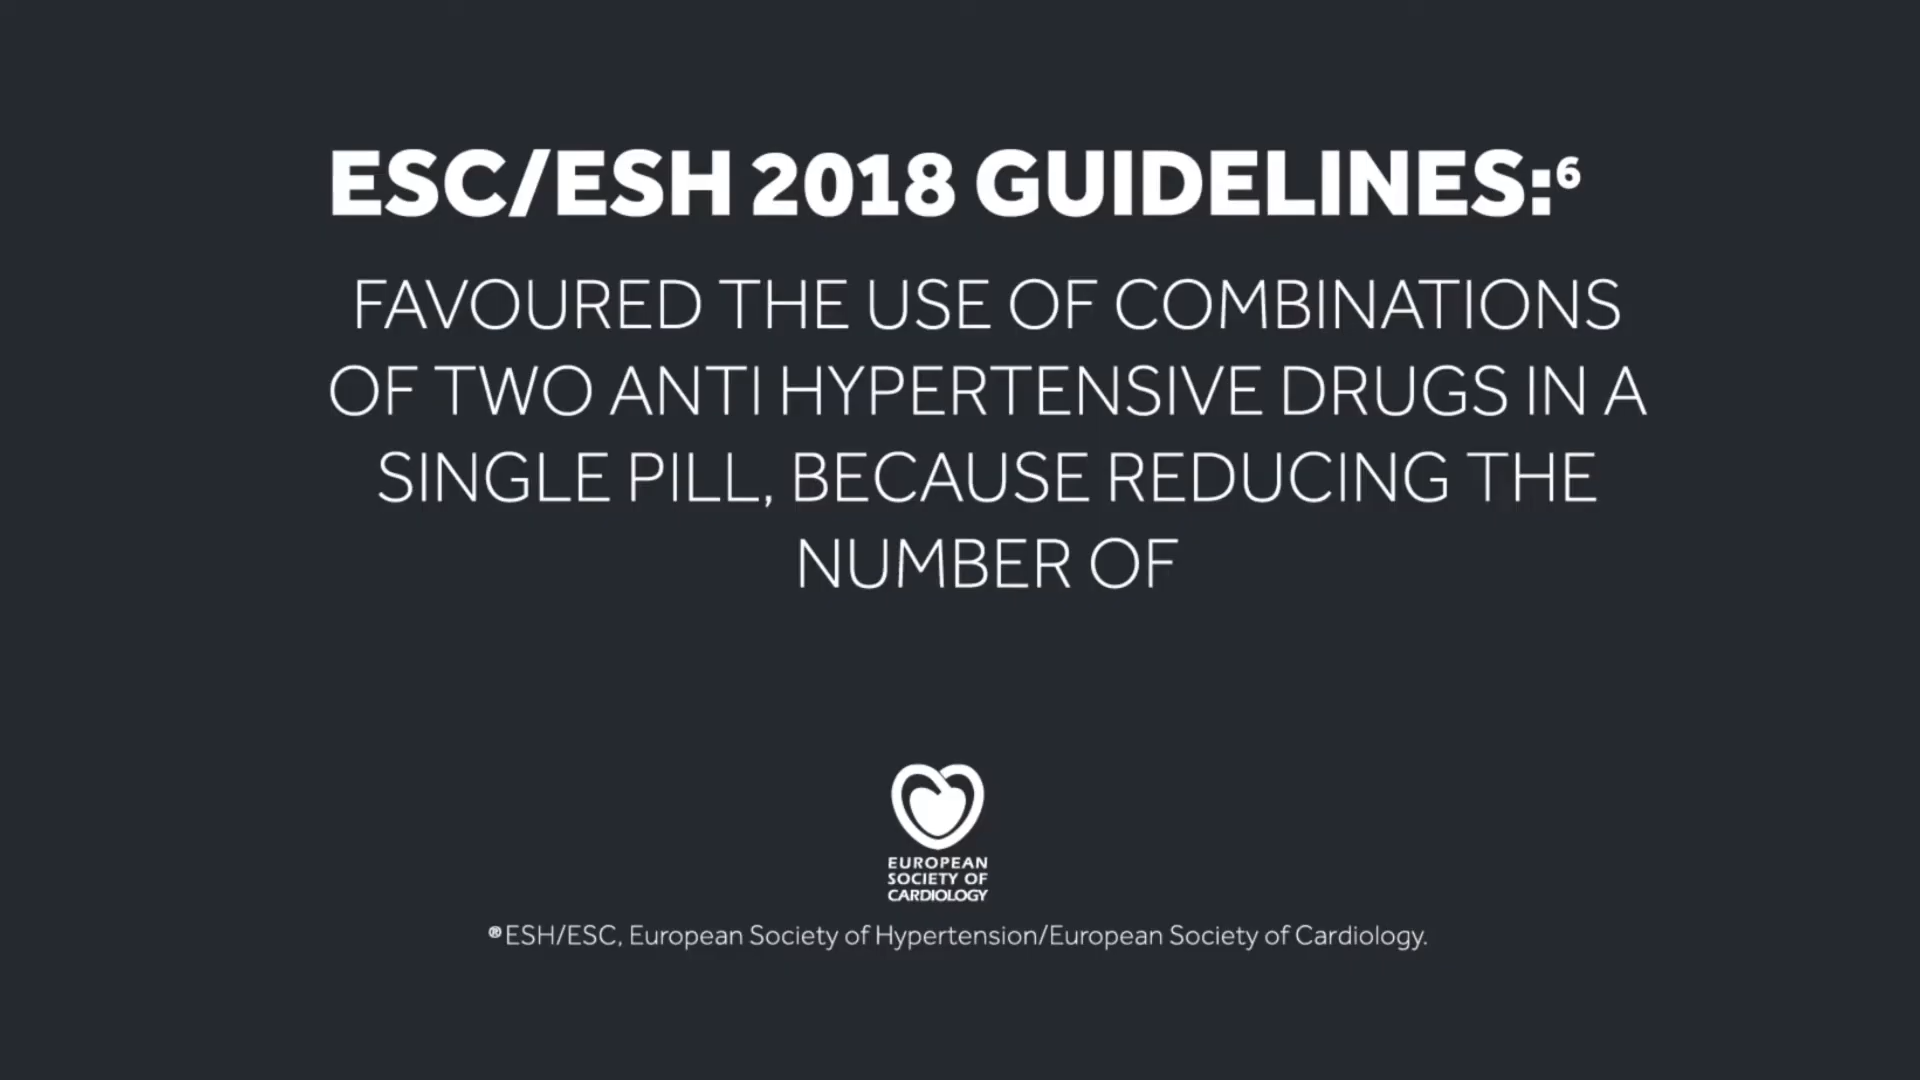 ESC/ESH 2018 GUIDELINES:⁶
FAVOURED THE USE OF COMBINATIONS
OF TWO ANTI HYPERTENSIVE DRUGS IN A
SINGLE PILL, BECAUSE REDUCING THE
NUMBER OF
EUROPEAN
SOCIETY OF
CARDIOLOGY
®ESH/ESC, European Society of Hypertension/European Society of Cardiology.